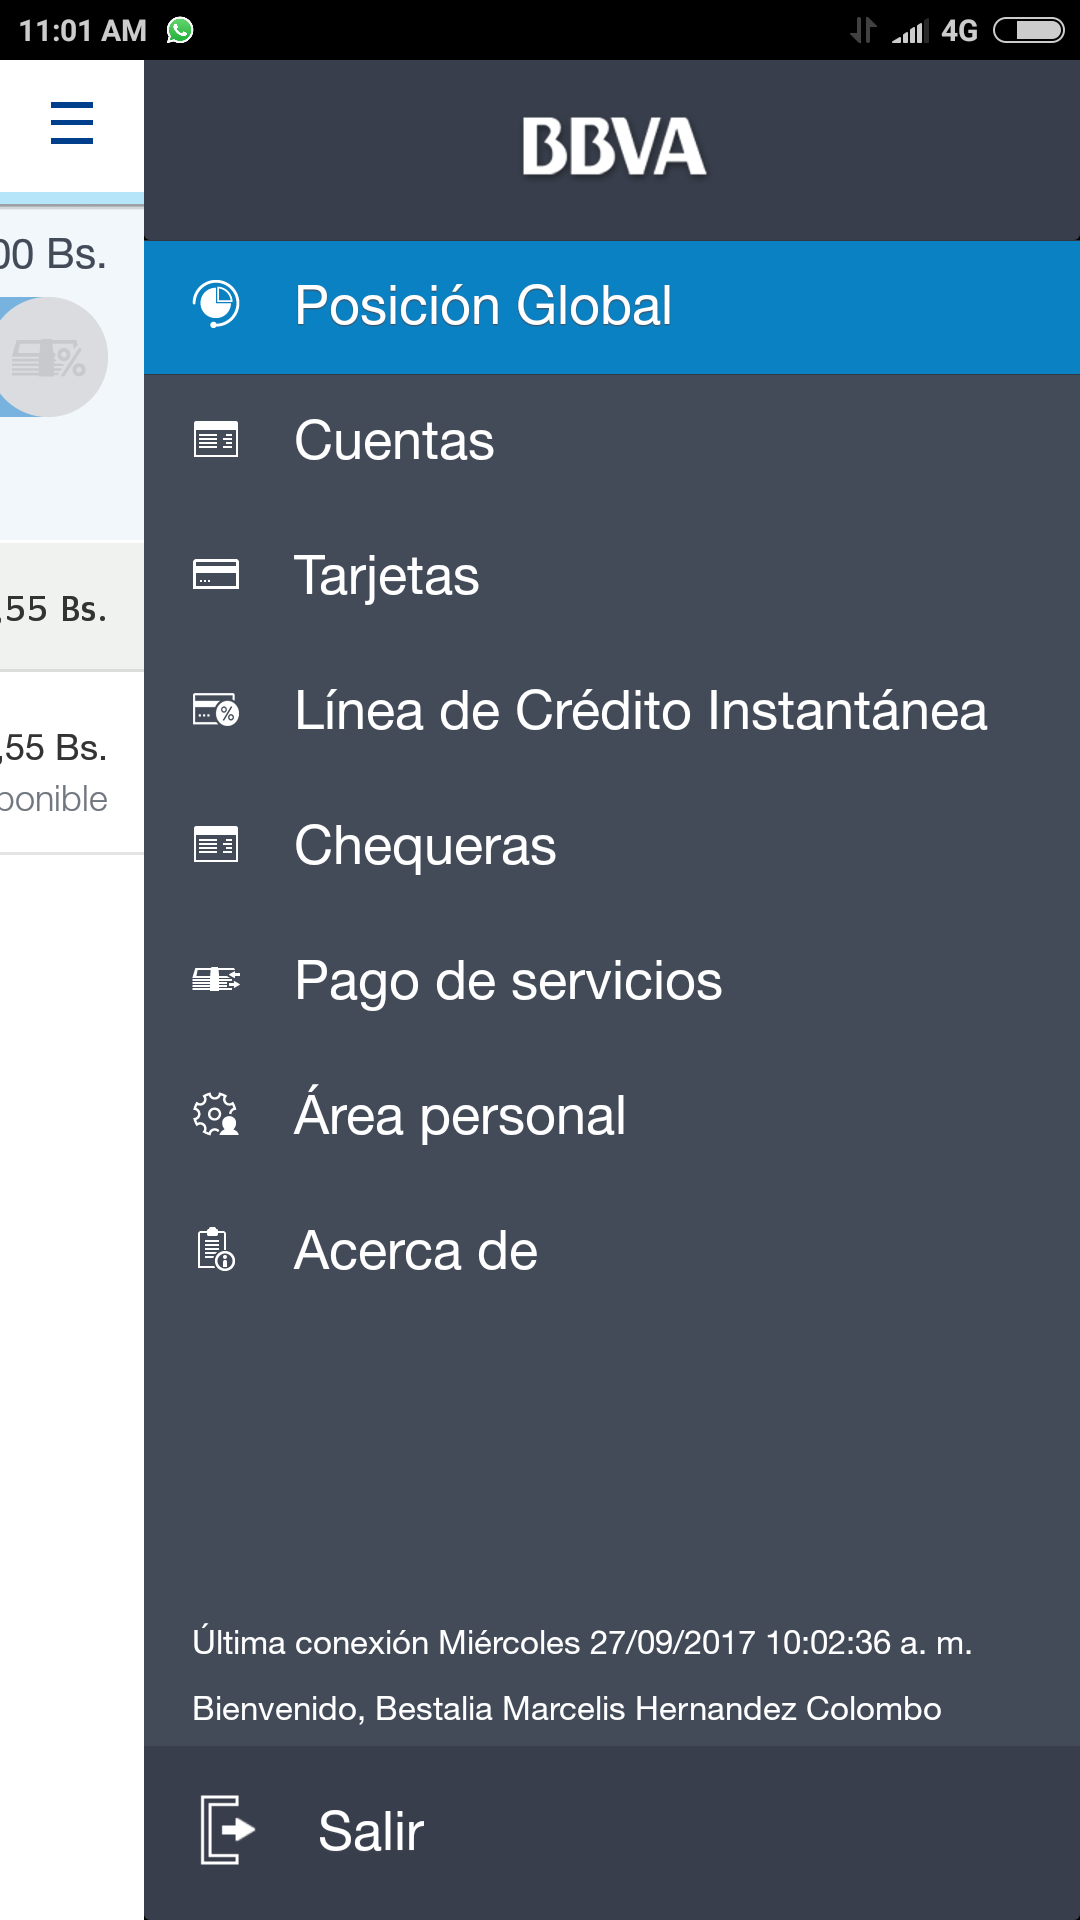 11:01 AM
4G
BBVA
00 Bs.
Posición Global
%
Cuentas
Tarjetas
,55 Bs.
Línea de Crédito Instantánea
,55 Bs.
ponible
Chequeras
Pago de servicios
Área personal
Acerca de
Última conexión Miércoles 27/09/2017 10:02:36 a. m.
Bienvenido, Bestalia Marcelis Hernandez Colombo
Salir